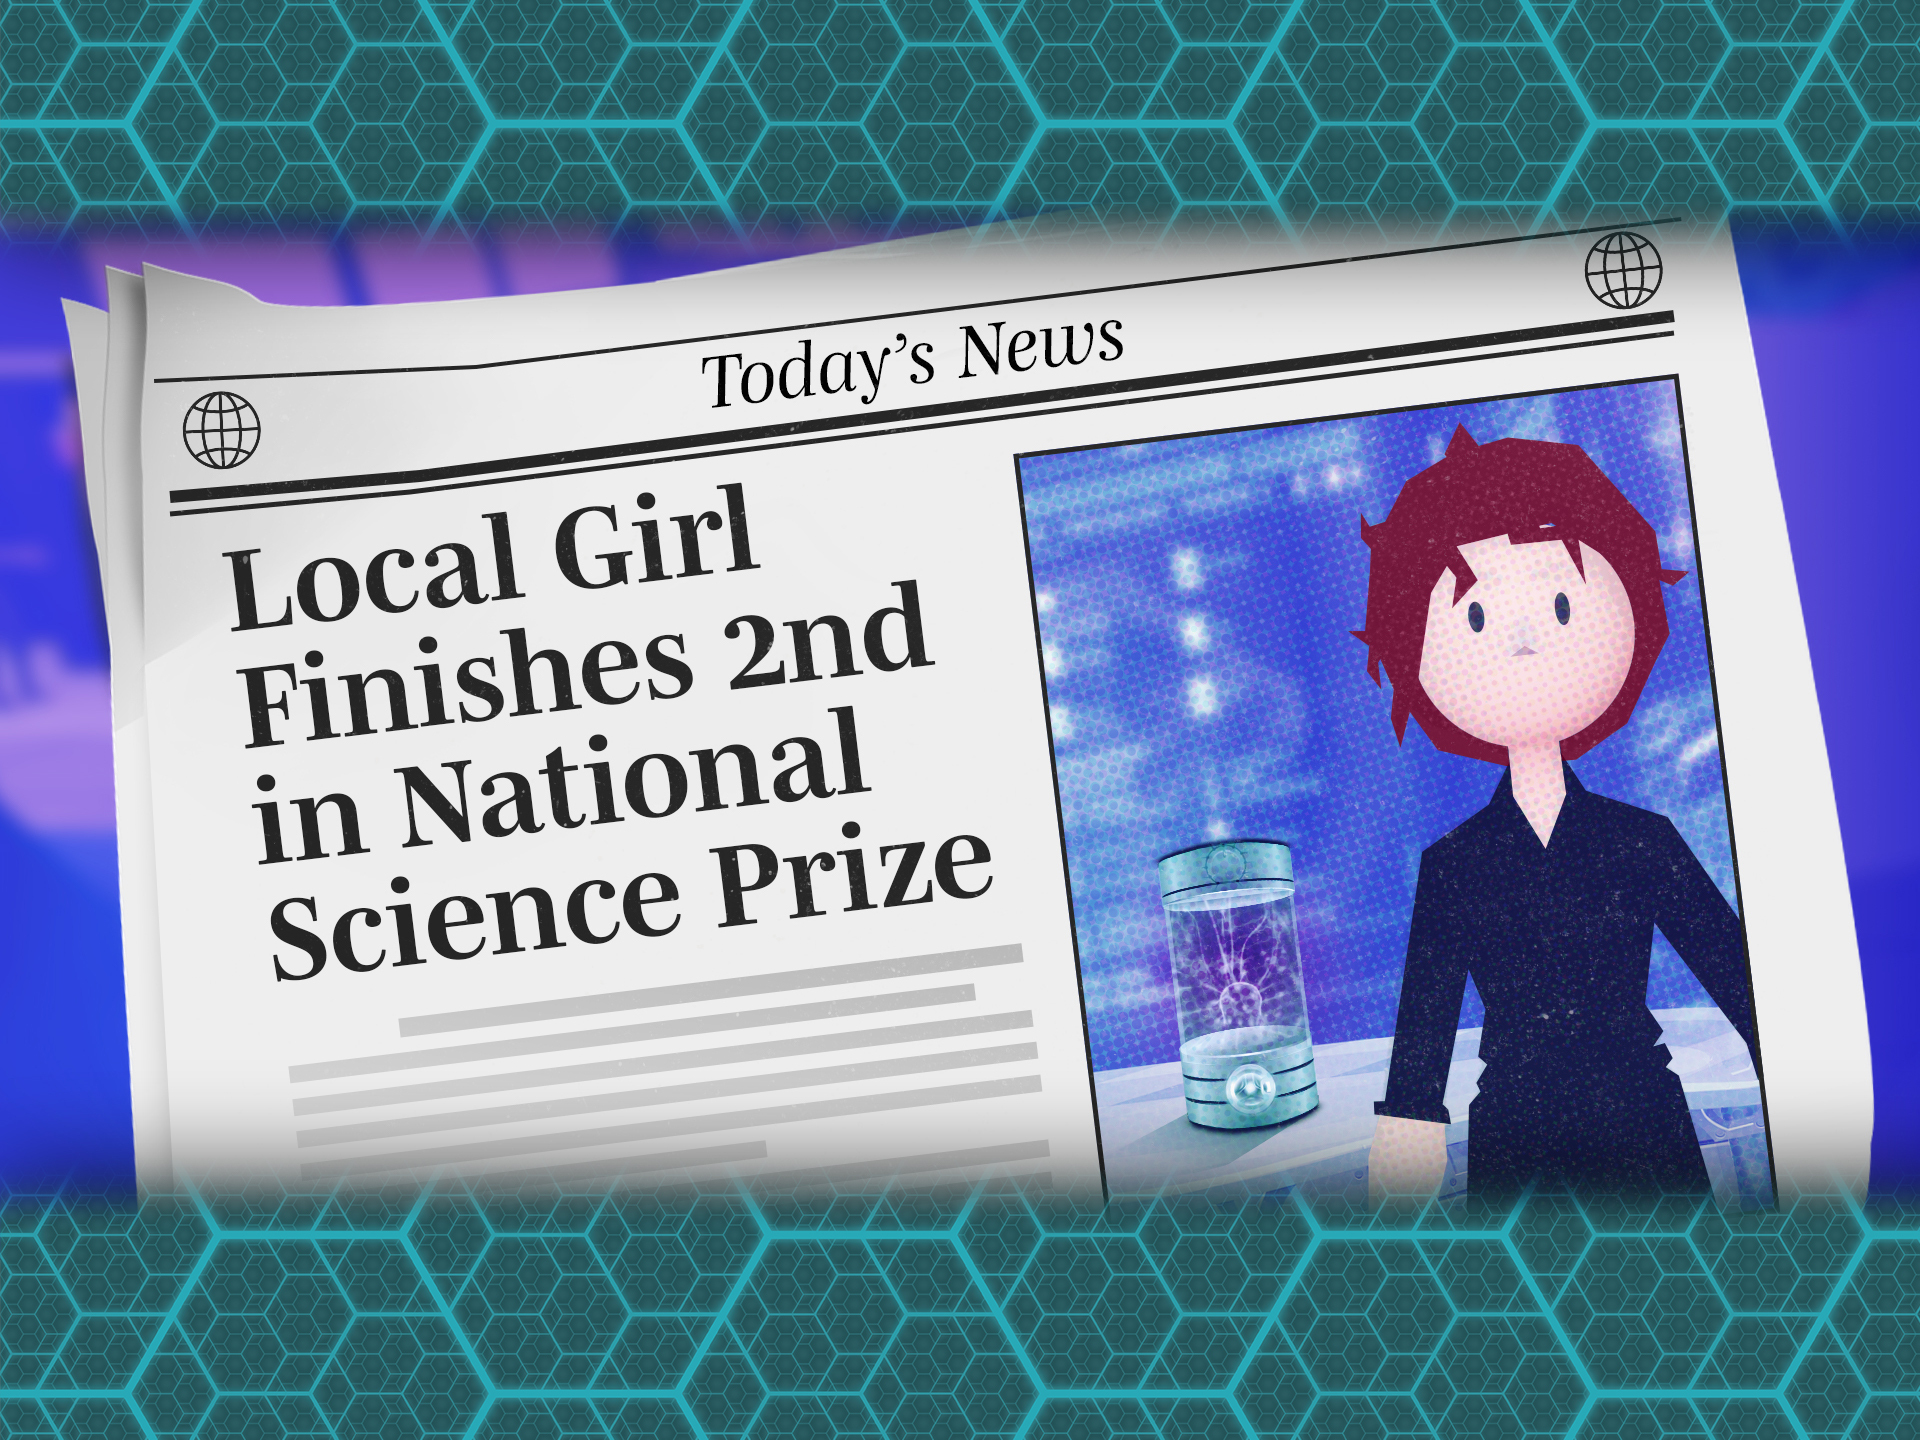 Today’s News
Local Girl
Finishes 2nd
in National
Science Prize